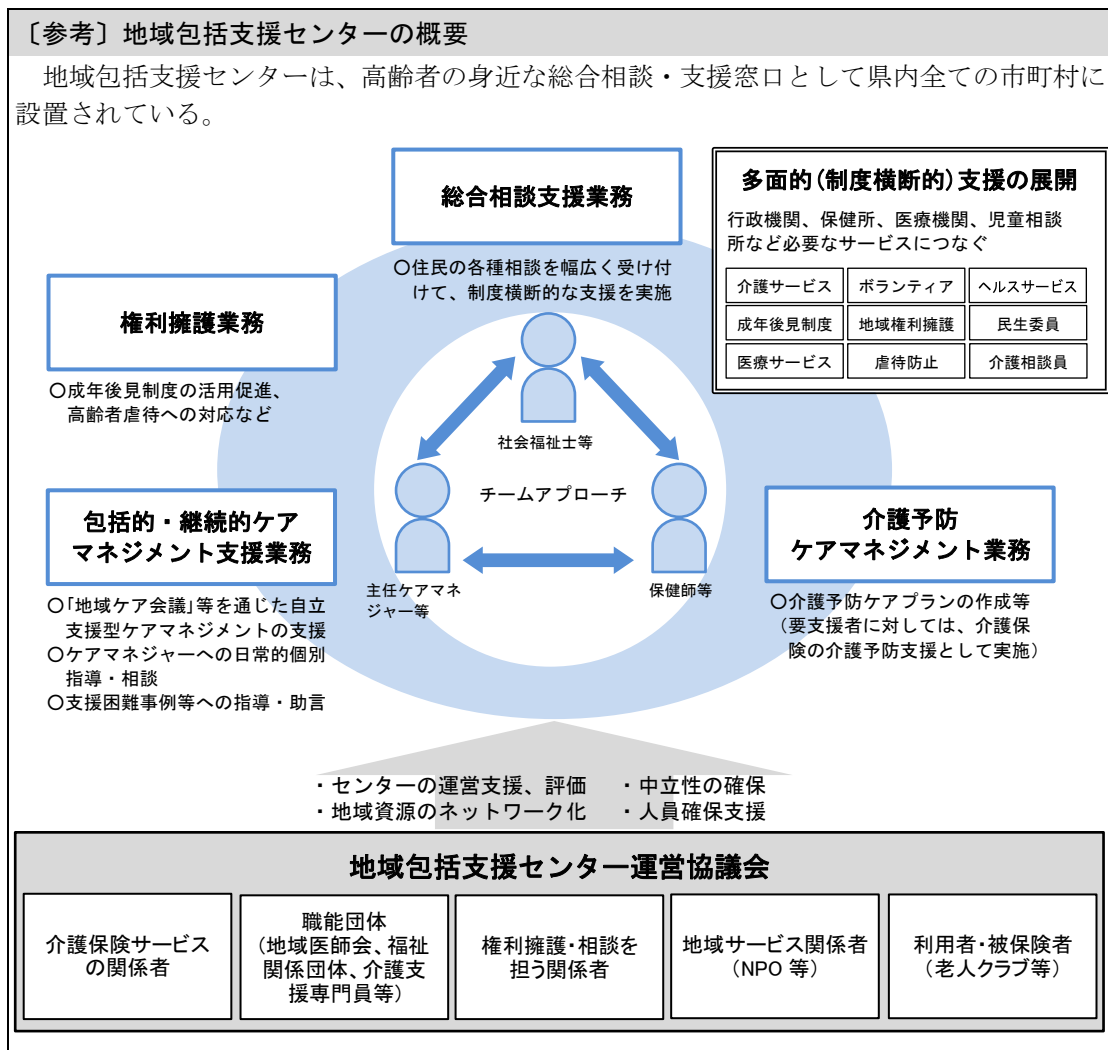 〔参考〕地域包括支援センターの概要
地域包括支援センターは、高齢者の身近な総合相談・支援窓口として県内全ての市町村に
設置されている。
総合相談支援業務
○住民の各種相談を幅広く受け付
けて、制度横断的な支援を実施
多面的(制度横断的)支援の展開
行政機関、保健所、医療機関、児童相談
所など必要なサービスにつなぐ
介護サービス
ボランティア
ヘルスサービス
成年後見制度
地域権利擁護
民生委員
医療サービス
虐待防止
介護相談員
権利擁護業務
○成年後見制度の活用促進、
高齢者虐待への対応など
社会福祉士等
チームアプローチ
主任ケアマネ
ジャー等
保健師等
包括的・継続的ケア
マネジメント支援業務
○「地域ケア会議」等を通じた自立
支援型ケアマネジメントの支援
○ケアマネジャーへの日常的個別
指導・相談
○支援困難事例等への指導・助言
介護予防
ケアマネジメント業務
○介護予防ケアプランの作成等
(要支援者に対しては、介護保
険の介護予防支援として実施)
・センターの運営支援、評価 ・中立性の確保
・地域資源のネットワーク化 ・人員確保支援
地域包括支援センター運営協議会
介護保険サービス
の関係者
職能団体
(地域医師会、福祉
関係団体、介護支
援専門員等)
権利擁護・相談を
担う関係者
地域サービス関係者
(NPO 等)
利用者・被保険者
(老人クラブ等)